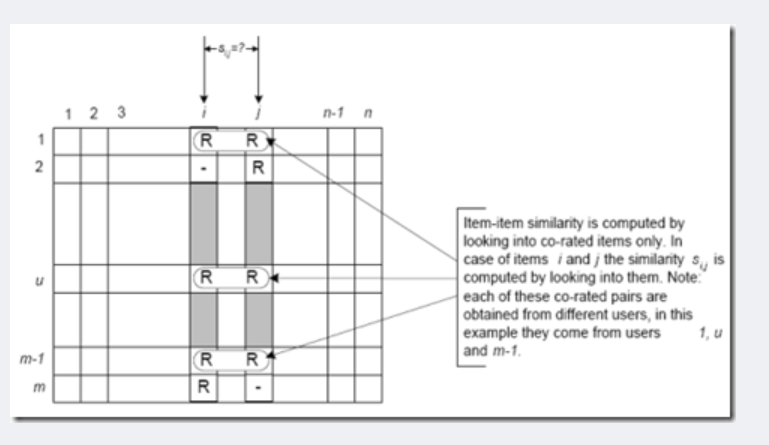 s_{i,j}=?
1 2 3 i j n-1 n
1 R R
2 - R
u R R
m-1 R R
m R -
Item-item similarity is computed by
looking into co-rated items only. In
case of items i and j the similarity s_{i,j} is
computed by looking into them. Note:
each of these co-rated pairs are
obtained from different users, in this
example they come from users 1, u
and m-1.